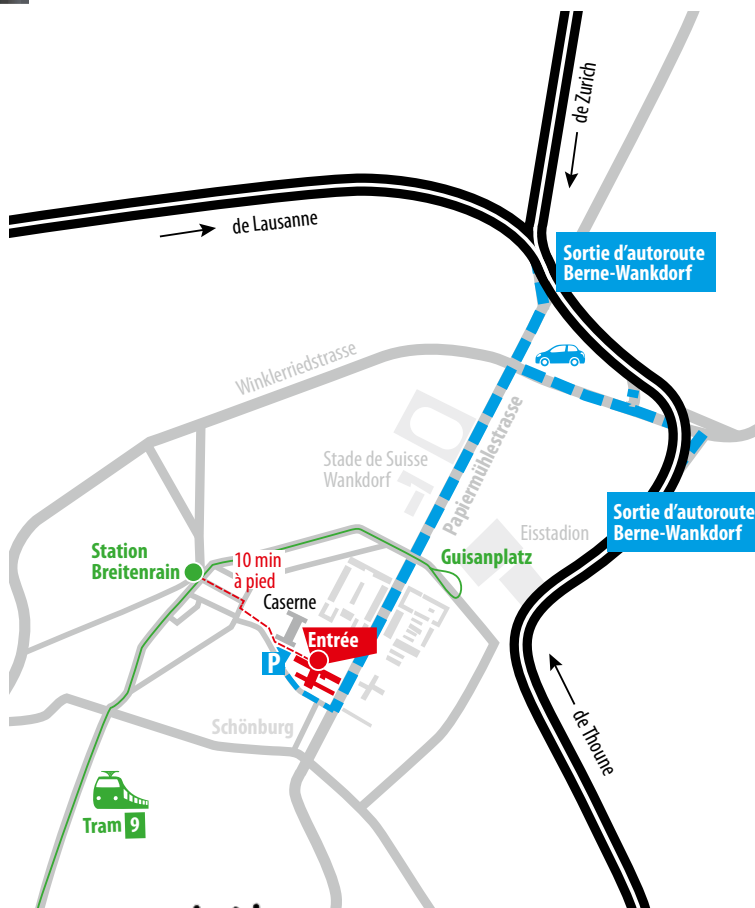 de Zurich
de Lausanne
Sortie d'autoroute
Berne-Wankdorf
Winklerriedstrasse
Stade de Suisse
Wankdorf
Papiermühlestrasse
Sortie d'autoroute
Berne-Wankdorf
Eisstadion
Guisanplatz
Station
Breitenrain
10 min
à pied
Caserne
Entrée
P
Schönburg
de Thoune
Tram 9